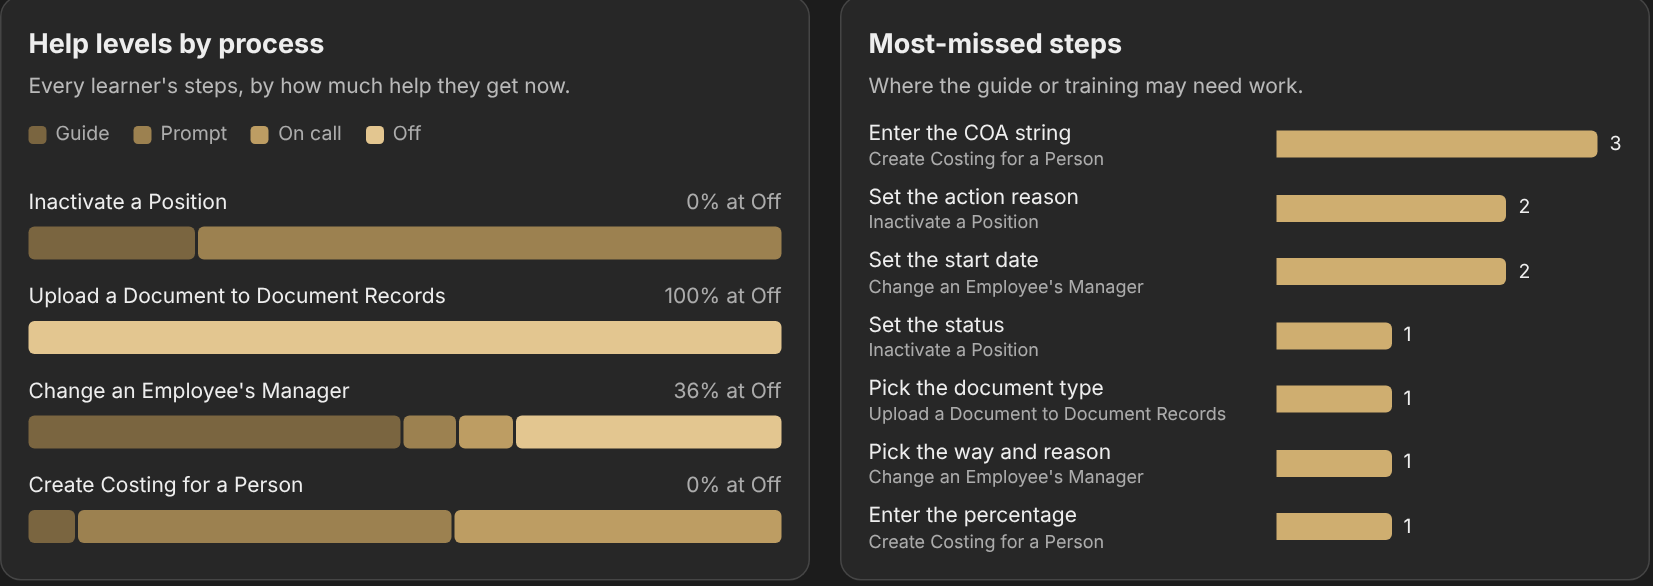 Help levels by process
Every learner's steps, by how much help they get now.
Guide Prompt On call Off
Inactivate a Position 0% at Off
Upload a Document to Document Records 100% at Off
Change an Employee's Manager 36% at Off
Create Costing for a Person 0% at Off
Most-missed steps
Where the guide or training may need work.
Enter the COA string 3
Create Costing for a Person
Set the action reason 2
Inactivate a Position
Set the start date 2
Change an Employee's Manager
Set the status 1
Inactivate a Position
Pick the document type 1
Upload a Document to Document Records
Pick the way and reason 1
Change an Employee's Manager
Enter the percentage 1
Create Costing for a Person